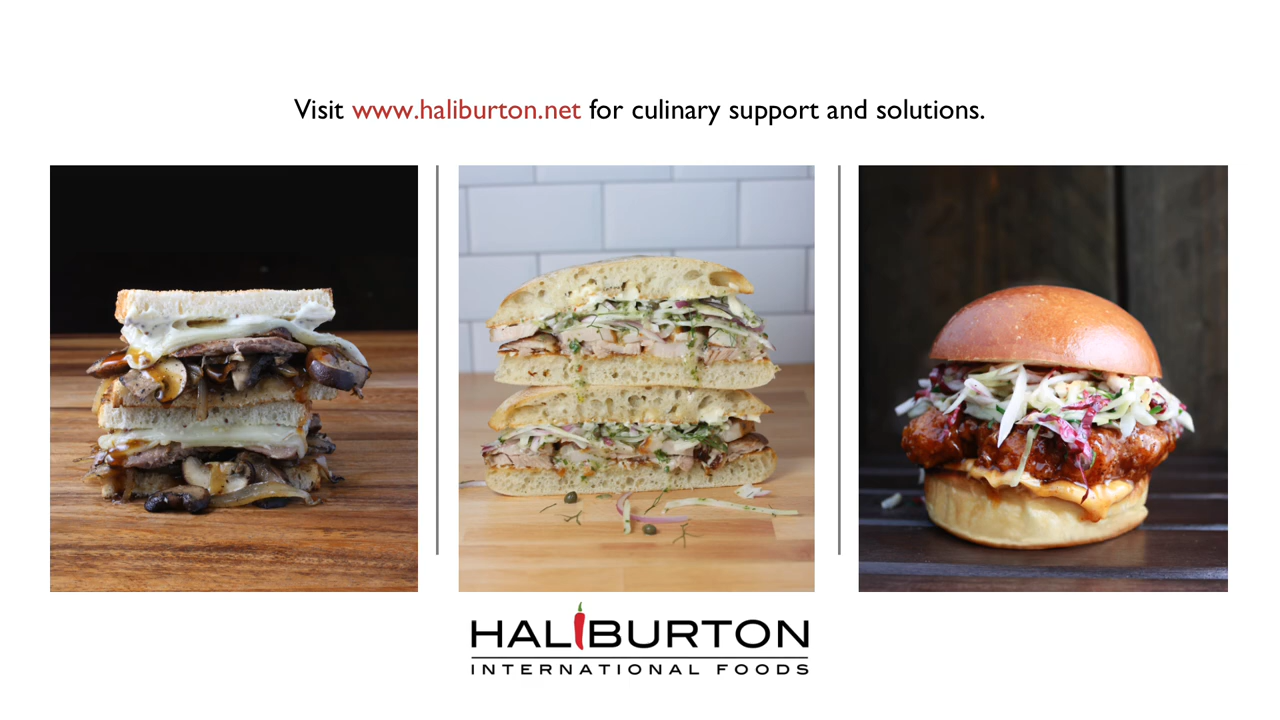 Visit www.haliburton.net for culinary support and solutions.
HALIBURTON
INTERNATIONAL FOODS